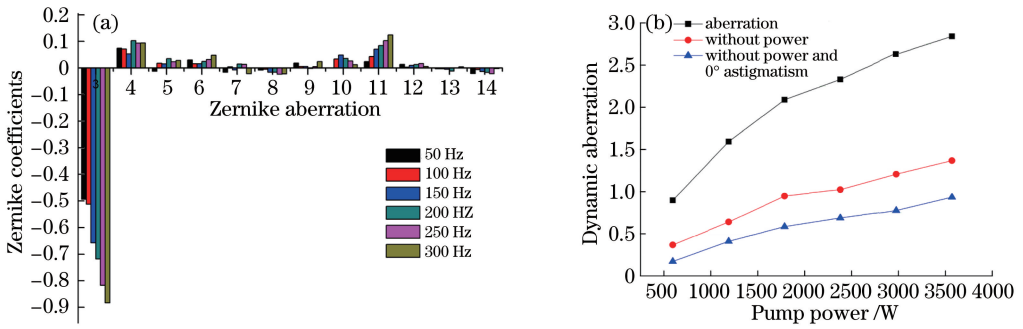 (a)
0.2
0.1
0
−0.1
−0.2
−0.3
−0.4
−0.5
−0.6
−0.7
−0.8
−0.9
Zernike coefficients
3 4 5 6 7 8 9 10 11 12 13 14
Zernike aberration
50 Hz
100 Hz
150 Hz
200 HZ
250 Hz
300 Hz
(b)
3.0
2.5
2.0
1.5
1.0
0.5
0
Dynamic aberration
aberration
without power
without power and
0° astigmatism
500 1000 1500 2000 2500 3000 3500 4000
Pump power /W